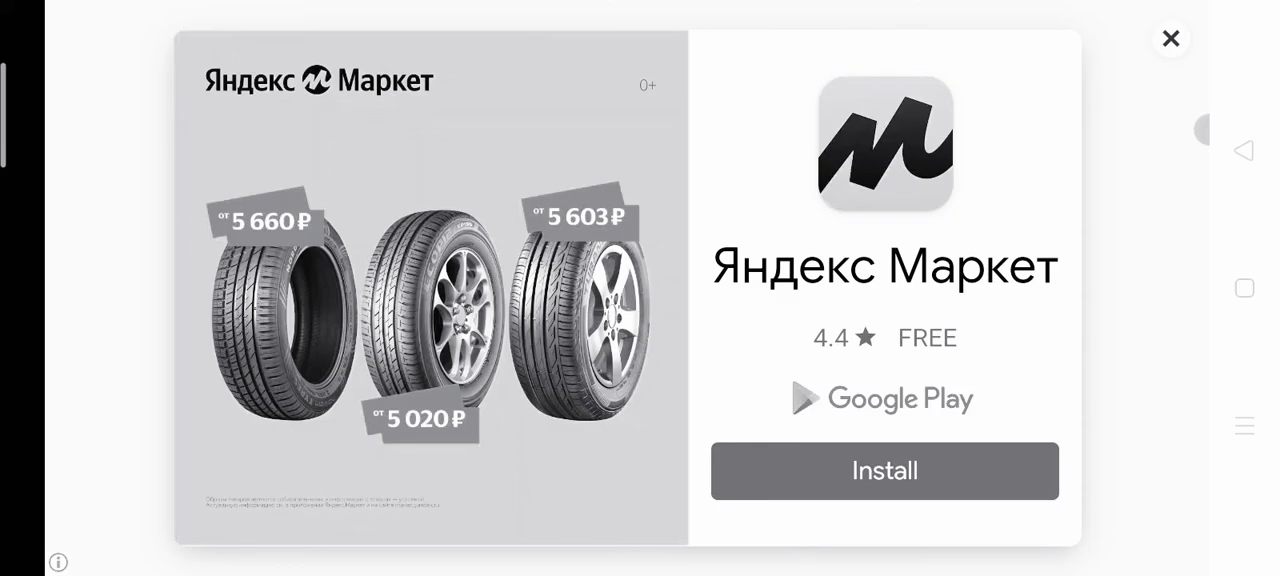 Яндекс Маркет
0+
от 5 660 ₽
от 5 603 ₽
от 5 020 ₽
Яндекс Маркет
4.4 ★ FREE
Google Play
Install